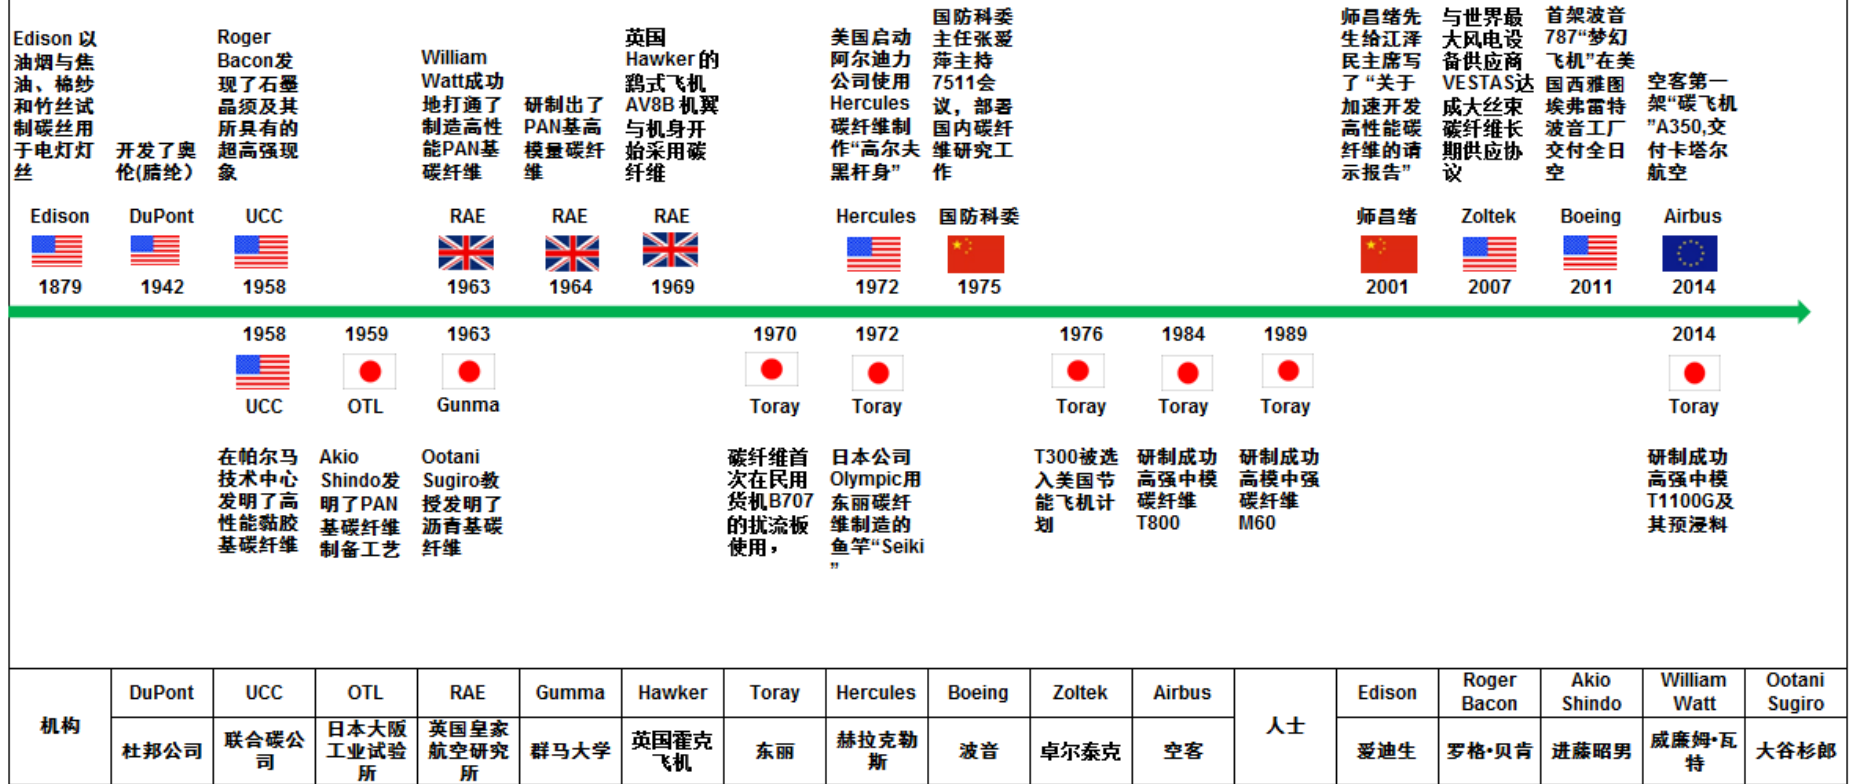 Edison 以
油烟与焦
油、棉纱
和竹丝试
制碳丝用
于电灯灯
丝
开发了奥
伦(腈纶）
Roger
Bacon发
现了石墨
晶须及其
所具有的
超高强现
象
William
Watt成功
地打通了
制造高性
能PAN基
碳纤维
研制出了
PAN基高
模量碳纤
维
英国
Hawker的
鹞式飞机
AV8B 机翼
与机身开
始采用碳
纤维
美国启动
阿尔迪力
公司使用
Hercules
碳纤维制
作“高尔夫
黑杆身”
国防科委
主任张爱
萍主持
7511会
议，部署
国内碳纤
维研究工
作
师昌绪先
生给江泽
民主席写
了 “关于
加速开发
高性能碳
纤维的请
示报告”
与世界最
大风电设
备供应商
VESTAS达
成大丝束
碳纤维长
期供应协
议
首架波音
787“梦幻
飞机”在美
国西雅图
埃弗雷特
波音工厂
交付全日
空
空客第一
架“碳飞机
”A350,交
付卡塔尔
航空
Edison DuPont UCC RAE RAE RAE Hercules 国防科委 师昌绪 Zoltek Boeing Airbus
1879 1942 1958 1963 1964 1969 1972 1975 2001 2007 2011 2014
1958 1959 1963 1970 1972 1976 1984 1989 2014
UCC OTL Gunma Toray Toray Toray Toray Toray Toray
在帕尔马
技术中心
发明了高
性能黏胶
基碳纤维
Akio
Shindo发
明了PAN
基碳纤维
制备工艺
Ootani
Sugiro教
授发明了
沥青基碳
纤维
碳纤维首
次在民用
货机B707
的扰流板
使用，
日本公司
Olympic用
东丽碳纤
维制造的
鱼竿“Seiki
”
T300被选
入美国节
能飞机计
划
研制成功
高强中模
碳纤维
T800
研制成功
高模中强
碳纤维
M60
研制成功
高强中模
T1100G及
其预浸料
机构
DuPont
杜邦公司
UCC
联合碳公
司
OTL
日本大阪
工业试验
所
RAE
英国皇家
航空研究
所
Gumma
群马大学
Hawker
英国霍克
飞机
Toray
东丽
Hercules
赫拉克勒
斯
Boeing
波音
Zoltek
卓尔泰克
Airbus
空客
人士
Edison
爱迪生
Roger
Bacon
罗格•贝肯
Akio
Shindo
进藤昭男
William
Watt
威廉姆•瓦
特
Ootani
Sugiro
大谷杉郎